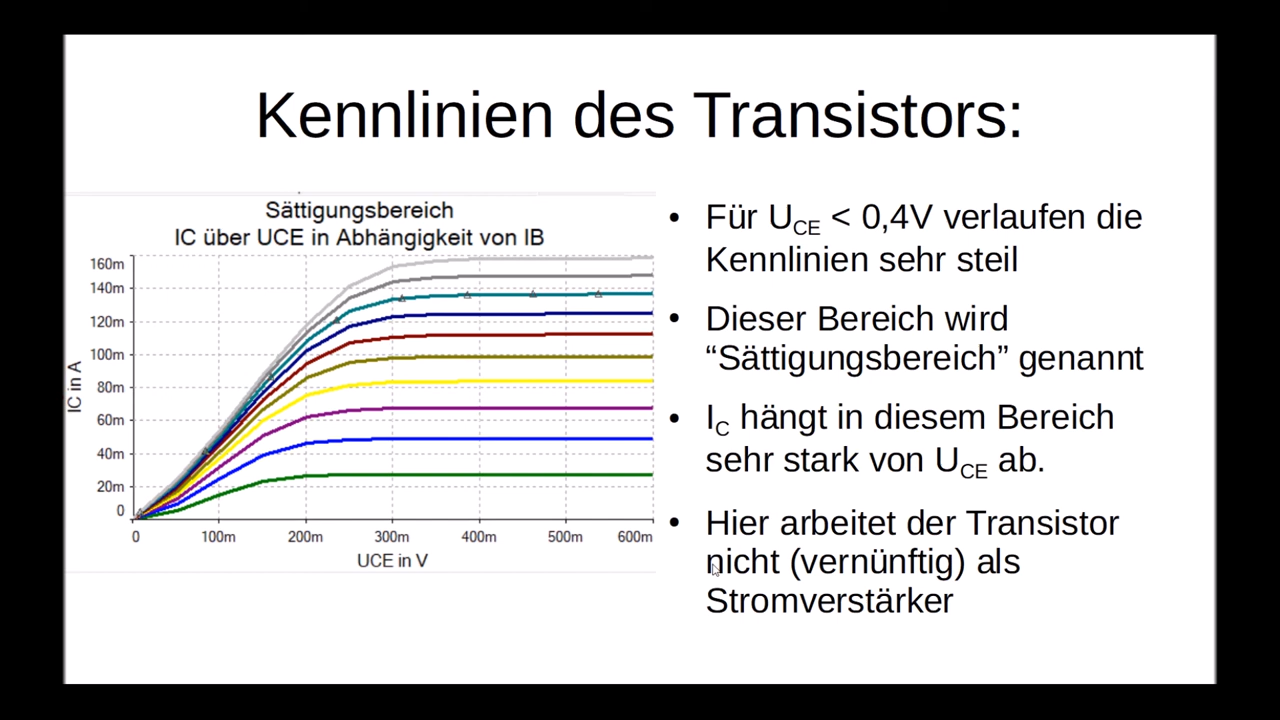 Kennlinien des Transistors:
Sättigungsbereich
IC über UCE in Abhängigkeit von IB
160m
140m
120m
100m
80m
60m
40m
20m
0
IC in A
0 100m 200m 300m 400m 500m 600m
UCE in V
• Für UCE < 0,4V verlaufen die
Kennlinien sehr steil
• Dieser Bereich wird
“Sättigungsbereich” genannt
• IC hängt in diesem Bereich
sehr stark von UCE ab.
• Hier arbeitet der Transistor
nicht (vernünftig) als
Stromverstärker